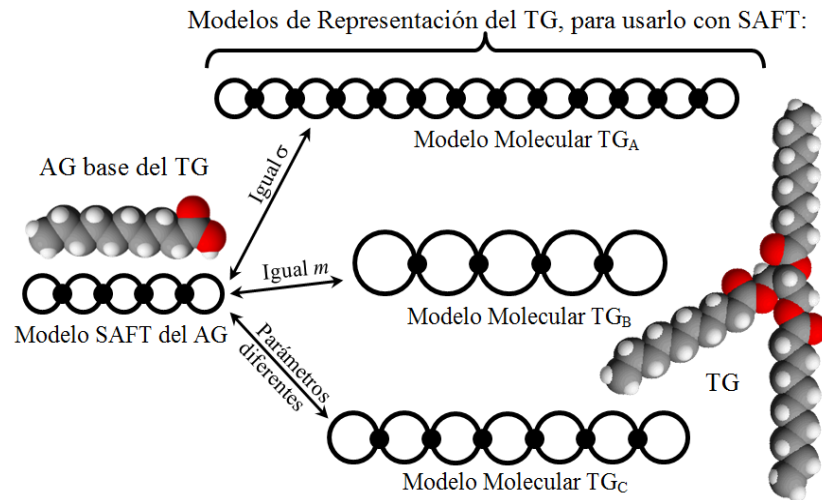 Modelos de Representación del TG, para usarlo con SAFT:
Modelo Molecular TGA
AG base del TG
Igual σ
Igual m
Modelo SAFT del AG
Modelo Molecular TGB
Parámetros
diferentes
TG
Modelo Molecular TGC